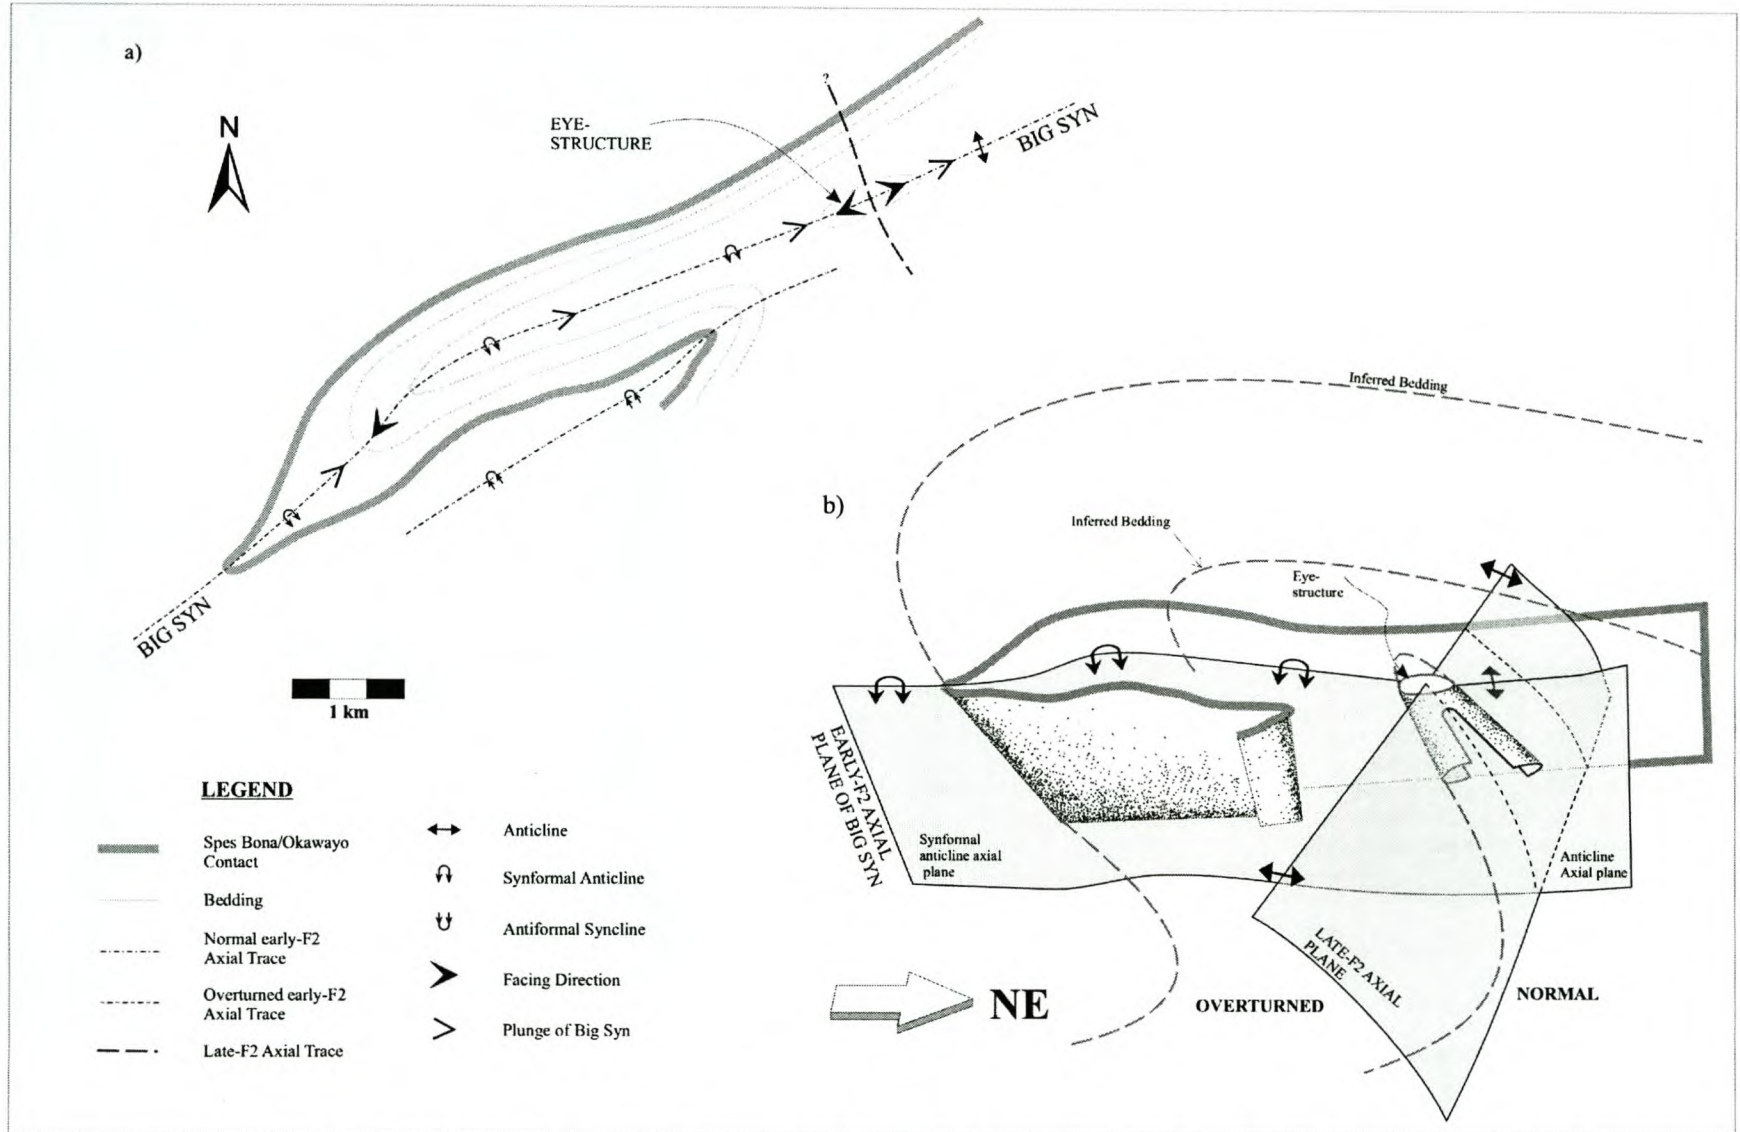 a)
N
EYE-
STRUCTURE
?
BIG SYN
BIG SYN
1 km
LEGEND
Spes Bona/Okawayo
Contact
Bedding
Normal early-F2
Axial Trace
Overturned early-F2
Axial Trace
Late-F2 Axial Trace
Anticline
Synformal Anticline
Antiformal Syncline
Facing Direction
Plunge of Big Syn
b)
Inferred Bedding
Inferred Bedding
Eye-
structure
EARLY-F2 AXIAL
PLANE OF BIG SYN
Synformal
anticline axial
plane
Anticline
Axial plane
LATE-F2 AXIAL
PLANE
NE
OVERTURNED
NORMAL